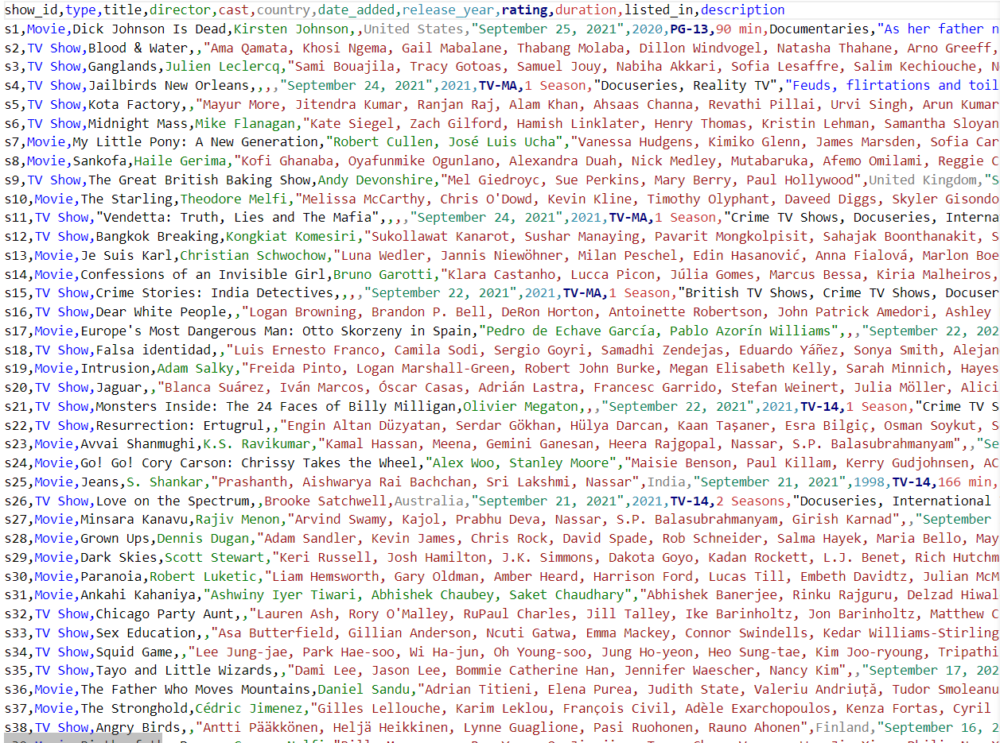 show_id,type,title,director,cast,country,date_added,release_year,rating,duration,listed_in,description
s1,Movie,Dick Johnson Is Dead,Kirsten Johnson,,United States,"September 25, 2021",2020,PG-13,90 min,Documentaries,"As her father n
s2,TV Show,Blood & Water,,"Ama Qamata, Khosi Ngema, Gail Mabalane, Thabang Molaba, Dillon Windvogel, Natasha Thahane, Arno Greeff,
s3,TV Show,Ganglands,Julien Leclercq,"Sami Bouajila, Tracy Gotoas, Samuel Jouy, Nabiha Akkari, Sofia Lesaffre, Salim Kechiouche, N
s4,TV Show,Jailbirds New Orleans,,,,"September 24, 2021",2021,TV-MA,1 Season,"Docuseries, Reality TV","Feuds, flirtations and toil
s5,TV Show,Kota Factory,,"Mayur More, Jitendra Kumar, Ranjan Raj, Alam Khan, Ahsaas Channa, Revathi Pillai, Urvi Singh, Arun Kumar
s6,TV Show,Midnight Mass,Mike Flanagan,"Kate Siegel, Zach Gilford, Hamish Linklater, Henry Thomas, Kristin Lehman, Samantha Sloyan
s7,Movie,My Little Pony: A New Generation,"Robert Cullen, José Luis Ucha","Vanessa Hudgens, Kimiko Glenn, James Marsden, Sofia Car
s8,Movie,Sankofa,Haile Gerima,"Kofi Ghanaba, Oyafunmike Ogunlano, Alexandra Duah, Nick Medley, Mutabaruka, Afemo Omilami, Reggie C
s9,TV Show,The Great British Baking Show,Andy Devonshire,"Mel Giedroyc, Sue Perkins, Mary Berry, Paul Hollywood",United Kingdom,"S
s10,Movie,The Starling,Theodore Melfi,"Melissa McCarthy, Chris O'Dowd, Kevin Kline, Timothy Olyphant, Daveed Diggs, Skyler Gisondo
s11,TV Show,"Vendetta: Truth, Lies and The Mafia",,,,"September 24, 2021",2021,TV-MA,1 Season,"Crime TV Shows, Docuseries, Interna
s12,TV Show,Bangkok Breaking,Kongkiat Komesiri,"Sukollawat Kanarot, Sushar Manaying, Pavarit Mongkolpisit, Sahajak Boonthanakit, S
s13,Movie,Je Suis Karl,Christian Schwochow,"Luna Wedler, Jannis Niewöhner, Milan Peschel, Edin Hasanović, Anna Fialová, Marlon Boe
s14,Movie,Confessions of an Invisible Girl,Bruno Garotti,"Klara Castanho, Lucca Picon, Júlia Gomes, Marcus Bessa, Kiria Malheiros,
s15,TV Show,Crime Stories: India Detectives,,,,"September 22, 2021",2021,TV-MA,1 Season,"British TV Shows, Crime TV Shows, Docuser
s16,TV Show,Dear White People,,"Logan Browning, Brandon P. Bell, DeRon Horton, Antoinette Robertson, John Patrick Amedori, Ashley
s17,Movie,Europe's Most Dangerous Man: Otto Skorzeny in Spain,"Pedro de Echave García, Pablo Azorín Williams",,,"September 22, 202
s18,TV Show,Falsa identidad,,"Luis Ernesto Franco, Camila Sodi, Sergio Goyri, Samadhi Zendejas, Eduardo Yáñez, Sonya Smith, Alejan
s19,Movie,Intrusion,Adam Salky,"Freida Pinto, Logan Marshall-Green, Robert John Burke, Megan Elisabeth Kelly, Sarah Minnich, Hayes
s20,TV Show,Jaguar,,"Blanca Suárez, Iván Marcos, Óscar Casas, Adrián Lastra, Francesc Garrido, Stefan Weinert, Julia Möller, Alici
s21,TV Show,Monsters Inside: The 24 Faces of Billy Milligan,Olivier Megaton,,,"September 22, 2021",2021,TV-14,1 Season,"Crime TV S
s22,TV Show,Resurrection: Ertugrul,,"Engin Altan Düzyatan, Serdar Gökhan, Hülya Darcan, Kaan Taşaner, Esra Bilgiç, Osman Soykut, S
s23,Movie,Avvai Shanmughi,K.S. Ravikumar,"Kamal Hassan, Meena, Gemini Ganesan, Heera Rajgopal, Nassar, S.P. Balasubrahmanyam",,"Se
s24,Movie,Go! Go! Cory Carson: Chrissy Takes the Wheel,"Alex Woo, Stanley Moore","Maisie Benson, Paul Killam, Kerry Gudjohnsen, AC
s25,Movie,Jeans,S. Shankar,"Prashanth, Aishwarya Rai Bachchan, Sri Lakshmi, Nassar",India,"September 21, 2021",1998,TV-14,166 min,
s26,TV Show,Love on the Spectrum,,Brooke Satchwell,Australia,"September 21, 2021",2021,TV-14,2 Seasons,"Docuseries, International
s27,Movie,Minsara Kanavu,Rajiv Menon,"Arvind Swamy, Kajol, Prabhu Deva, Nassar, S.P. Balasubrahmanyam, Girish Karnad",,"September
s28,Movie,Grown Ups,Dennis Dugan,"Adam Sandler, Kevin James, Chris Rock, David Spade, Rob Schneider, Salma Hayek, Maria Bello, May
s29,Movie,Dark Skies,Scott Stewart,"Keri Russell, Josh Hamilton, J.K. Simmons, Dakota Goyo, Kadan Rockett, L.J. Benet, Rich Hutchm
s30,Movie,Paranoia,Robert Luketic,"Liam Hemsworth, Gary Oldman, Amber Heard, Harrison Ford, Lucas Till, Embeth Davidtz, Julian McM
s31,Movie,Ankahi Kahaniya,"Ashwiny Iyer Tiwari, Abhishek Chaubey, Saket Chaudhary","Abhishek Banerjee, Rinku Rajguru, Delzad Hiwal
s32,TV Show,Chicago Party Aunt,,"Lauren Ash, Rory O'Malley, RuPaul Charles, Jill Talley, Ike Barinholtz, Jon Barinholtz, Matthew C
s33,TV Show,Sex Education,,"Asa Butterfield, Gillian Anderson, Ncuti Gatwa, Emma Mackey, Connor Swindells, Kedar Williams-Stirling
s34,TV Show,Squid Game,,"Lee Jung-jae, Park Hae-soo, Wi Ha-jun, Oh Young-soo, Jung Ho-yeon, Heo Sung-tae, Kim Joo-ryoung, Tripathi
s35,TV Show,Tayo and Little Wizards,,"Dami Lee, Jason Lee, Bommie Catherine Han, Jennifer Waescher, Nancy Kim",,"September 17, 202
s36,Movie,The Father Who Moves Mountains,Daniel Sandu,"Adrian Titieni, Elena Purea, Judith State, Valeriu Andriuță, Tudor Smoleanu
s37,Movie,The Stronghold,Cédric Jimenez,"Gilles Lellouche, Karim Leklou, François Civil, Adèle Exarchopoulos, Kenza Fortas, Cyril
s38,TV Show,Angry Birds,,"Antti Pääkkönen, Heljä Heikkinen, Lynne Guaglione, Pasi Ruohonen, Rauno Ahonen",Finland,"September 16, 2